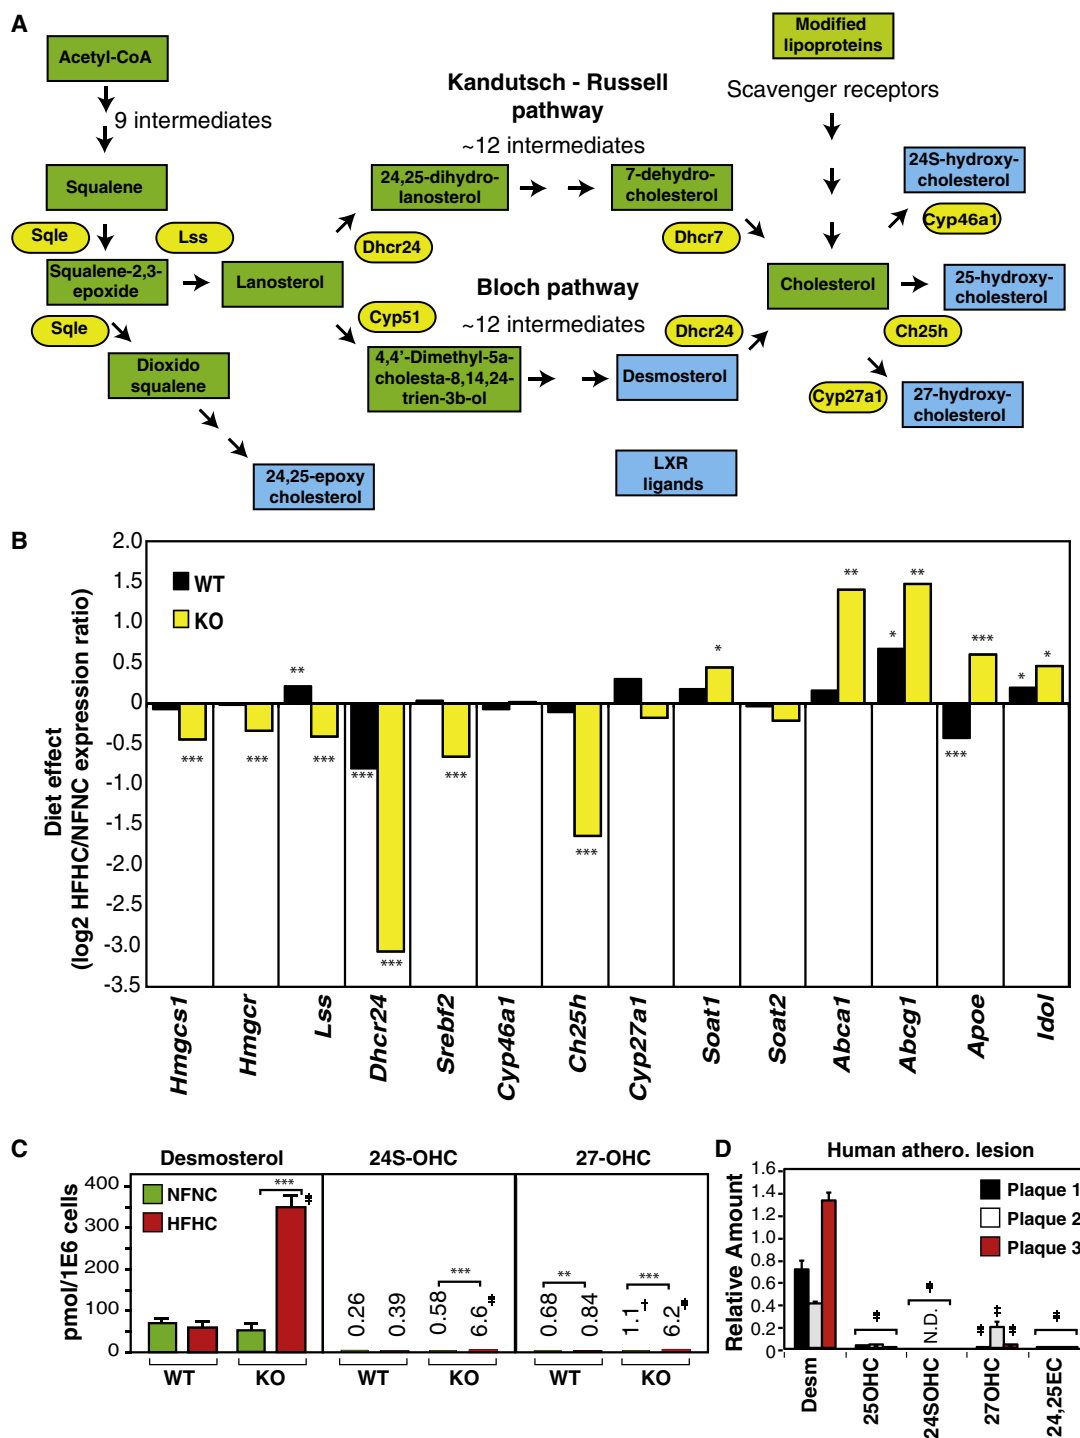 A
Acetyl-CoA
9 intermediates
Squalene
Sqle
Lss
Squalene-2,3-
epoxide
Sqle
Dioxido
squalene
24,25-epoxy
cholesterol
Lanosterol
Kandutsch - Russell
pathway
~12 intermediates
24,25-dihydro-
lanosterol
7-dehydro-
cholesterol
Dhcr24
Dhcr7
Bloch pathway
~12 intermediates
Cyp51
Dhcr24
4,4'-Dimethyl-5a-
cholesta-8,14,24-
trien-3b-ol
Desmosterol
LXR
ligands
Modified
lipoproteins
Scavenger receptors
Cholesterol
24S-hydroxy-
cholesterol
Cyp46a1
25-hydroxy-
cholesterol
Ch25h
Cyp27a1
27-hydroxy-
cholesterol
B
Diet effect
(log2 HFHC/NFNC expression ratio)
2.0
1.5
1.0
0.5
0
-0.5
-1.0
-1.5
-2.0
-2.5
-3.0
-3.5
WT
KO
***
***
**
***
***
***
***
***
*
**
*
**
***
***
*
*
Hmgcs1
Hmgcr
Lss
Dhcr24
Srebf2
Cyp46a1
Ch25h
Cyp27a1
Soat1
Soat2
Abca1
Abcg1
Apoe
Idol
C
pmol/1E6 cells
400
300
200
100
0
Desmosterol
NFNC
HFHC
***
‡
WT
KO
24S-OHC
0.26
0.39
0.58
6.6
***
‡
WT
KO
27-OHC
0.68
0.84
1.1
6.2
**
***
†
‡
WT
KO
D
Human athero. lesion
Relative Amount
1.6
1.4
1.2
1.0
0.8
0.6
0.4
0.2
0
Plaque 1
Plaque 2
Plaque 3
‡
‡
N.D.
‡
‡
‡
‡
Desm
25OHC
24SOHC
27OHC
24,25EC